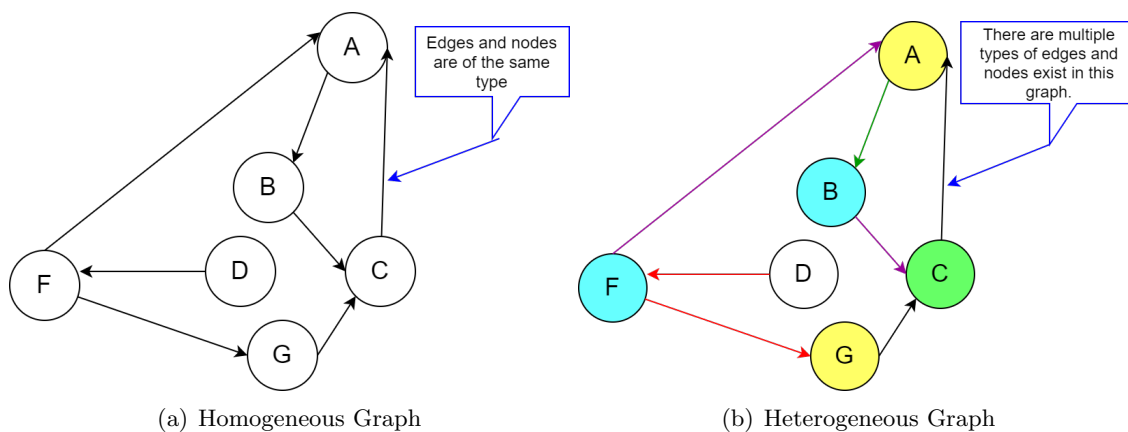 A
Edges and nodes
are of the same
type
B
D
C
F
G
(a) Homogeneous Graph
A
There are multiple
types of edges and
nodes exist in this
graph.
B
D
C
F
G
(b) Heterogeneous Graph